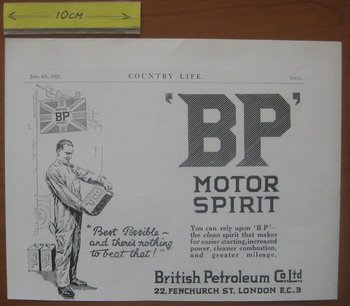 10CM
COUNTRY LIFE.
BP
'BP'
MOTOR
SPIRIT
"Best Possible –
and there's nothing
to beat that!"
You can rely upon 'BP'—
the clean spirit that makes
for easier starting, increased
power, cleaner combustion,
and greater mileage.
British Petroleum Co Ltd
22, FENCHURCH ST. LONDON E.C.3